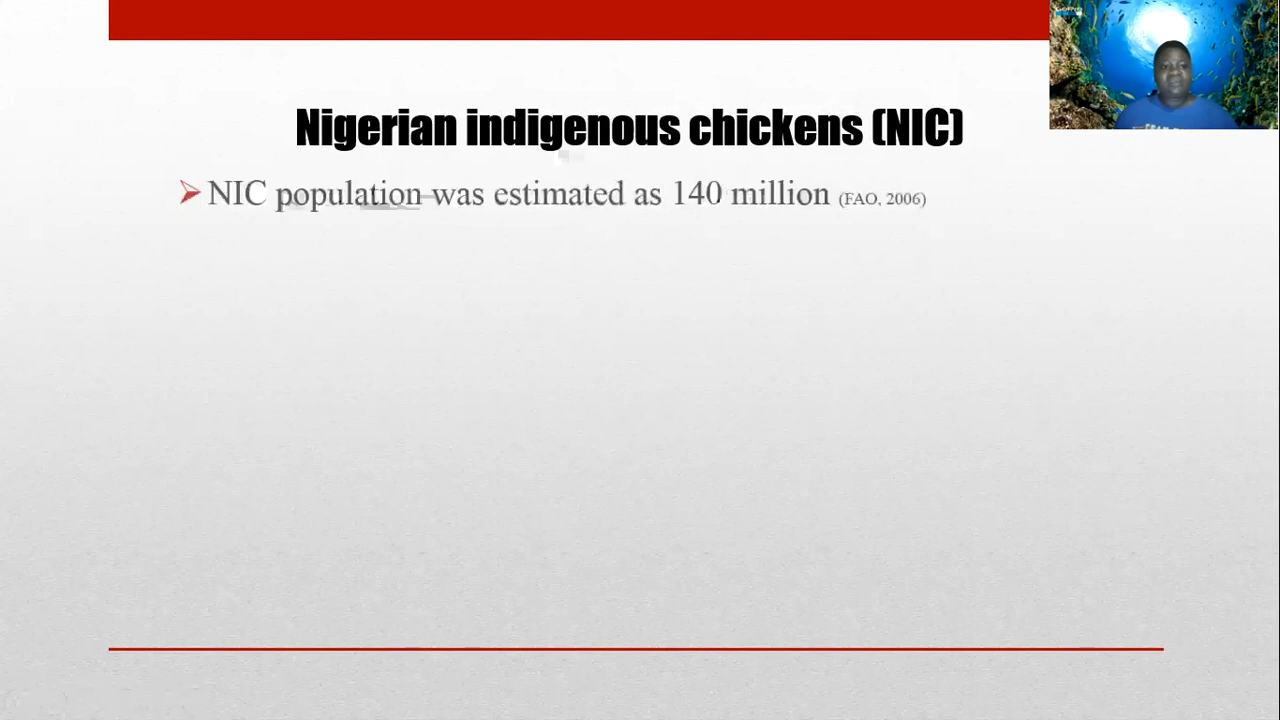 Nigerian indigenous chickens (NIC)
NIC population was estimated as 140 million (FAO, 2006)